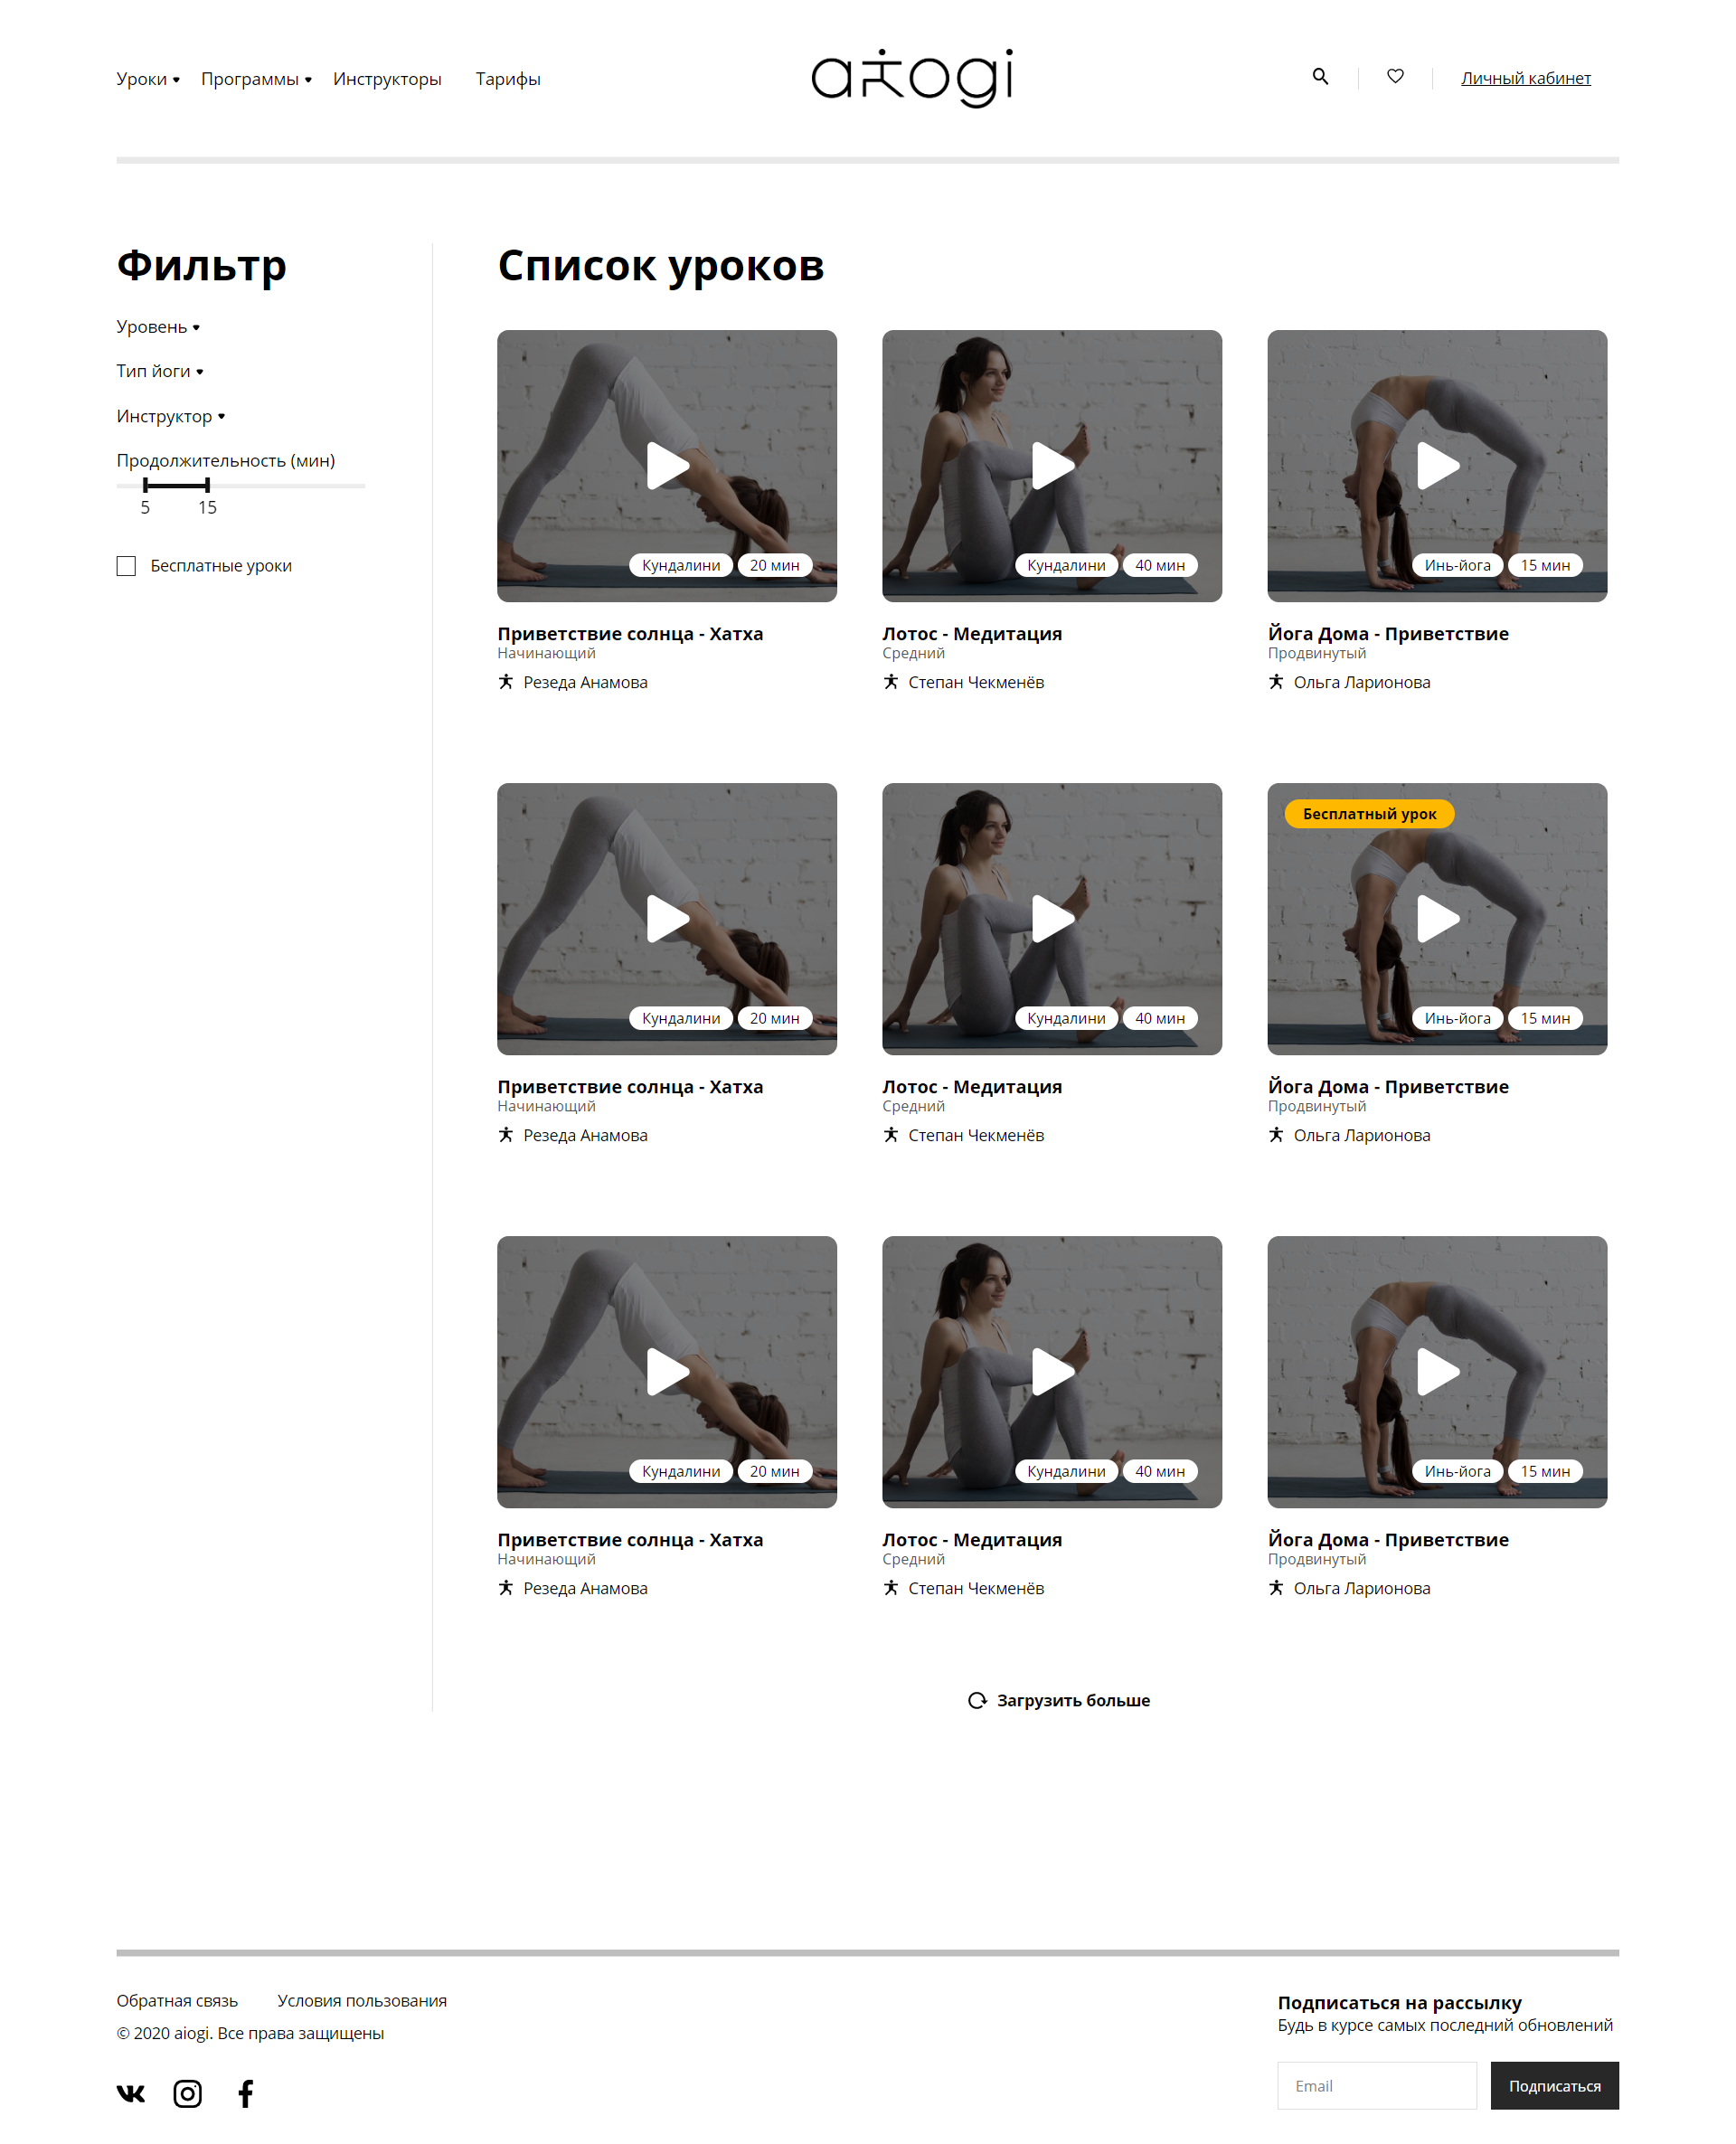 Уроки
Программы
Инструкторы
Тарифы
aiogi
Личный кабинет
Фильтр
Уровень
Тип йоги
Инструктор
Продолжительность (мин)
5 15
Бесплатные уроки
Список уроков
Кундалини 20 мин
Приветствие солнца - Хатха
Начинающий
Резеда Анамова
Кундалини 40 мин
Лотос - Медитация
Средний
Степан Чекменёв
Инь-йога 15 мин
Йога Дома - Приветствие
Продвинутый
Ольга Ларионова
Кундалини 20 мин
Приветствие солнца - Хатха
Начинающий
Резеда Анамова
Кундалини 40 мин
Лотос - Медитация
Средний
Степан Чекменёв
Бесплатный урок
Инь-йога 15 мин
Йога Дома - Приветствие
Продвинутый
Ольга Ларионова
Кундалини 20 мин
Приветствие солнца - Хатха
Начинающий
Резеда Анамова
Кундалини 40 мин
Лотос - Медитация
Средний
Степан Чекменёв
Инь-йога 15 мин
Йога Дома - Приветствие
Продвинутый
Ольга Ларионова
Загрузить больше
Обратная связь
Условия пользования
© 2020 aiogi. Все права защищены
Подписаться на рассылку
Будь в курсе самых последний обновлений
Email
Подписаться